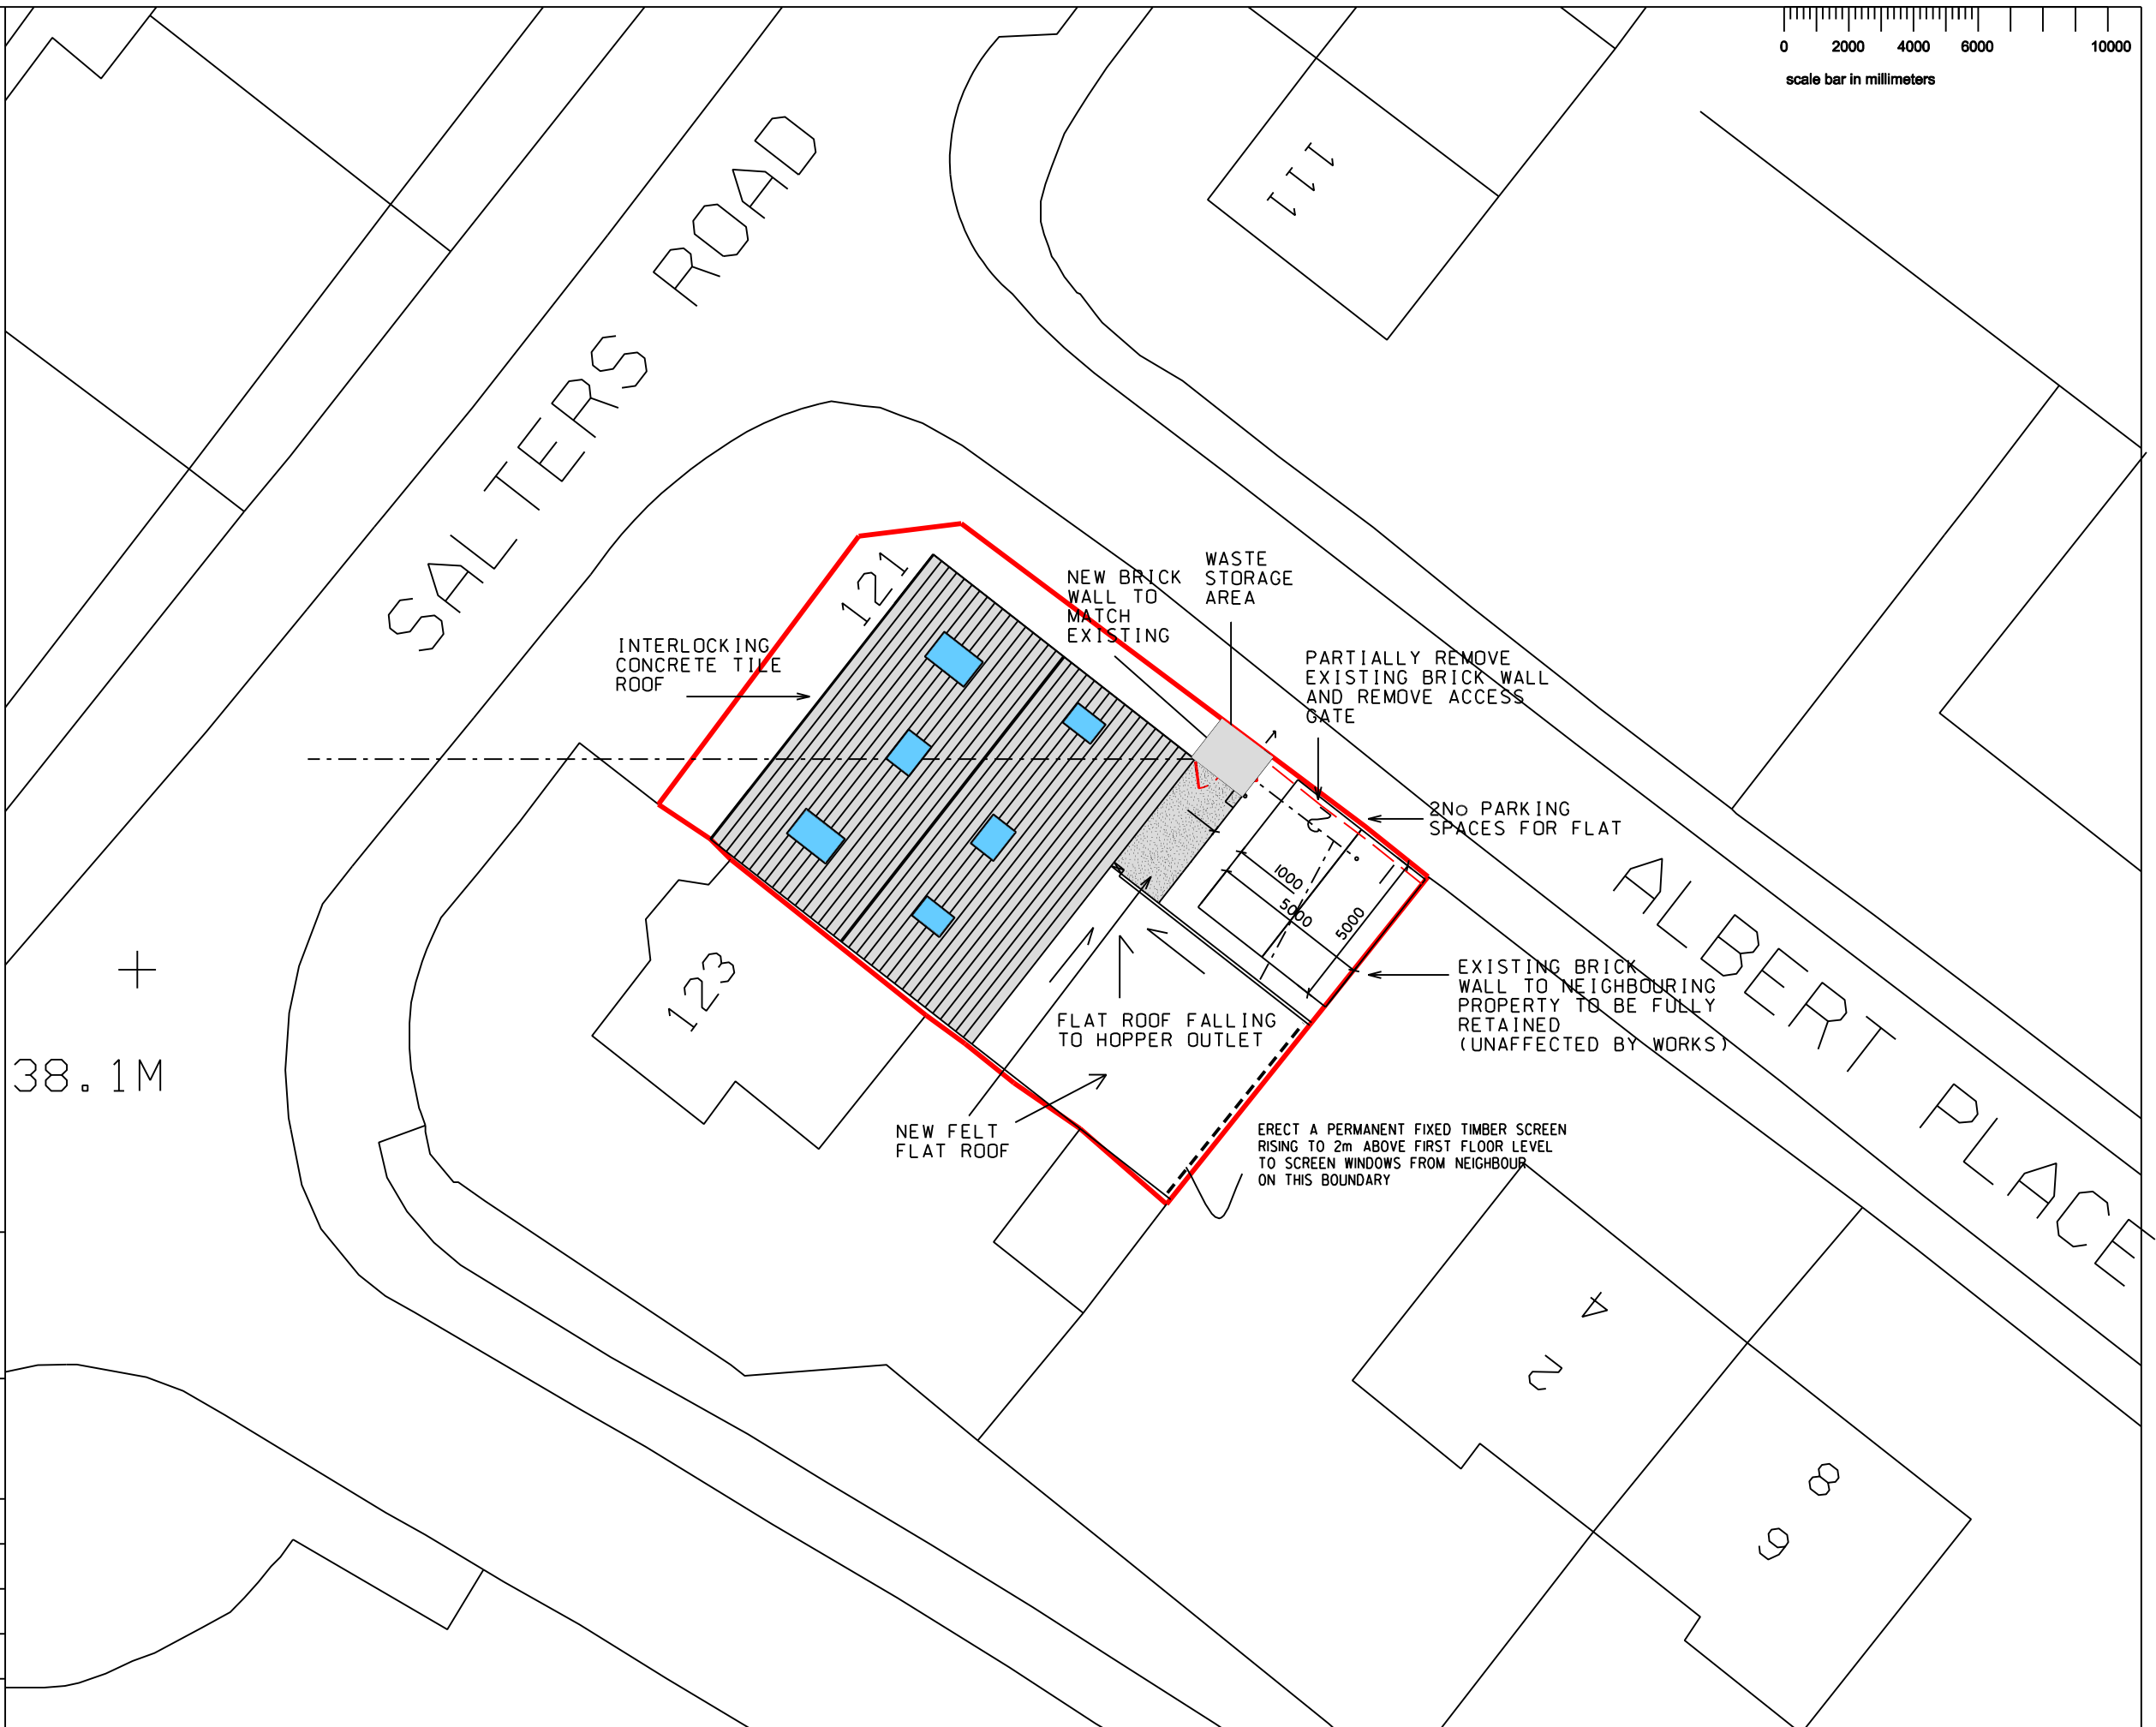 0 2000 4000 6000 10000
scale bar in millimeters
111
SALTERS ROAD
121
WASTE
STORAGE
AREA
NEW BRICK
WALL TO
MATCH
EXISTING
INTERLOCKING
CONCRETE TILE
ROOF
PARTIALLY REMOVE
EXISTING BRICK WALL
AND REMOVE ACCESS
GATE
2No PARKING
SPACES FOR FLAT
2
1000
5000
5000
ALBERT PLACE
EXISTING BRICK
WALL TO NEIGHBOURING
PROPERTY TO BE FULLY
RETAINED
(UNAFFECTED BY WORKS)
123
FLAT ROOF FALLING
TO HOPPER OUTLET
38.1M
NEW FELT
FLAT ROOF
ERECT A PERMANENT FIXED TIMBER SCREEN
RISING TO 2m ABOVE FIRST FLOOR LEVEL
TO SCREEN WINDOWS FROM NEIGHBOUR
ON THIS BOUNDARY
4
2
8
6